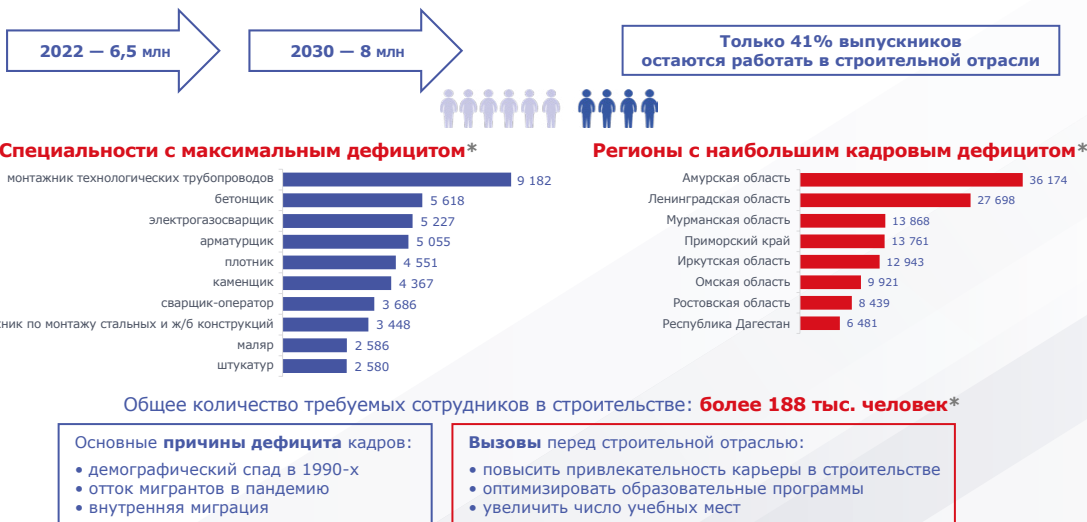 2022 — 6,5 млн
2030 — 8 млн
Только 41% выпускников
остаются работать в строительной отрасли
Специальности с максимальным дефицитом*
монтажник технологических трубопроводов 9 182
бетонщик 5 618
электрогазосварщик 5 227
арматурщик 5 055
плотник 4 551
каменщик 4 367
сварщик-оператор 3 686
по монтажу стальных и ж/б конструкций 3 448
маляр 2 586
штукатур 2 580
Регионы с наибольшим кадровым дефицитом*
Амурская область 36 174
Ленинградская область 27 698
Мурманская область 13 868
Приморский край 13 761
Иркутская область 12 943
Омская область 9 921
Ростовская область 8 439
Республика Дагестан 6 481
Общее количество требуемых сотрудников в строительстве: более 188 тыс. человек*
Основные причины дефицита кадров:
• демографический спад в 1990-х
• отток мигрантов в пандемию
• внутренняя миграция
Вызовы перед строительной отраслью:
• повысить привлекательность карьеры в строительстве
• оптимизировать образовательные программы
• увеличить число учебных мест